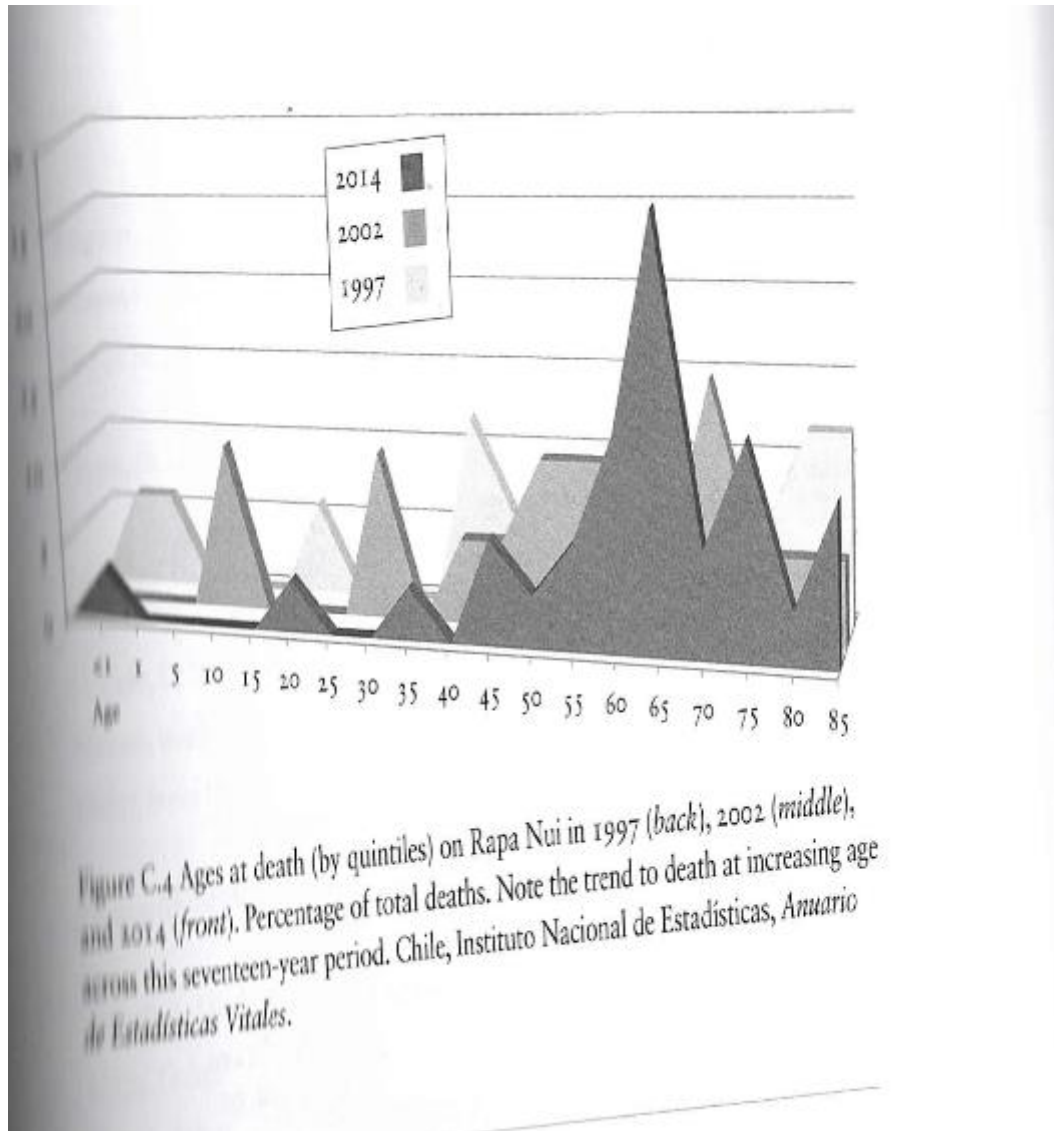 2014
2002
1997
10
1 5 10 15 20 25 30 35 40 45 50 55 60 65 70 75 80 85
Age
Figure C.4 Ages at death (by quintiles) on Rapa Nui in 1997 (back), 2002 (middle),
and 2014 (front). Percentage of total deaths. Note the trend to death at increasing age
across this seventeen-year period. Chile, Instituto Nacional de Estadísticas, Anuario
de Estadísticas Vitales.